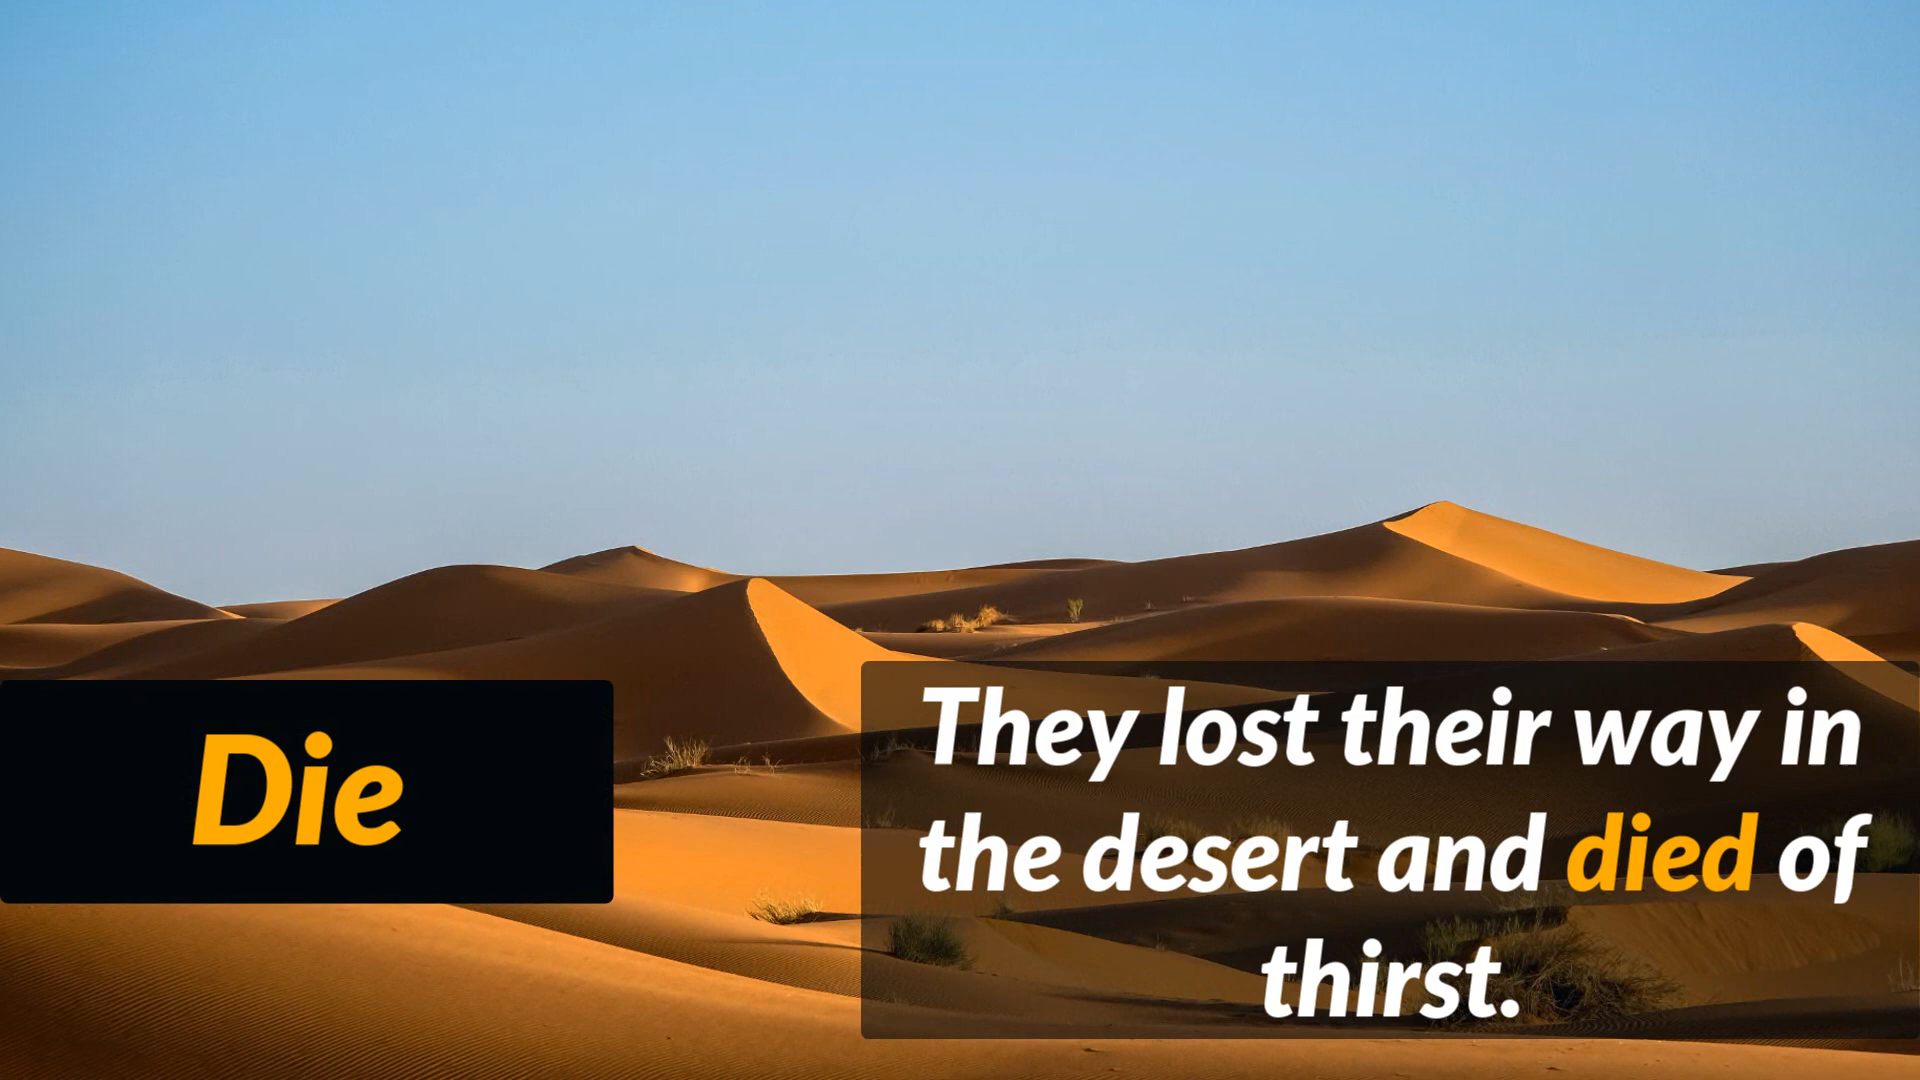 Die
They lost their way in
the desert and died of
thirst.